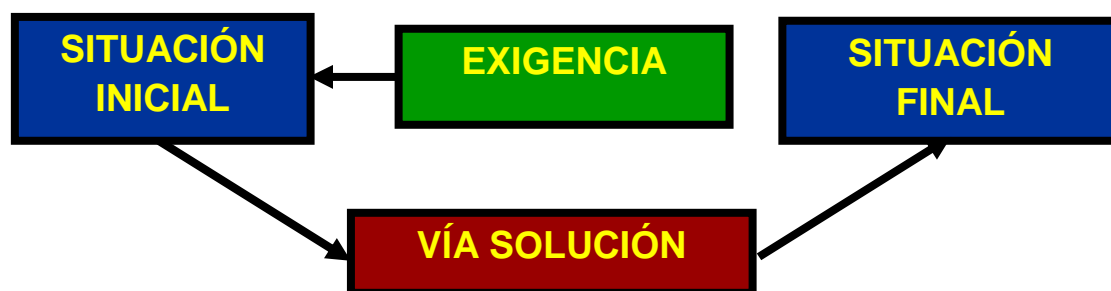 SITUACIÓN
INICIAL
EXIGENCIA
SITUACIÓN
FINAL
VÍA SOLUCIÓN